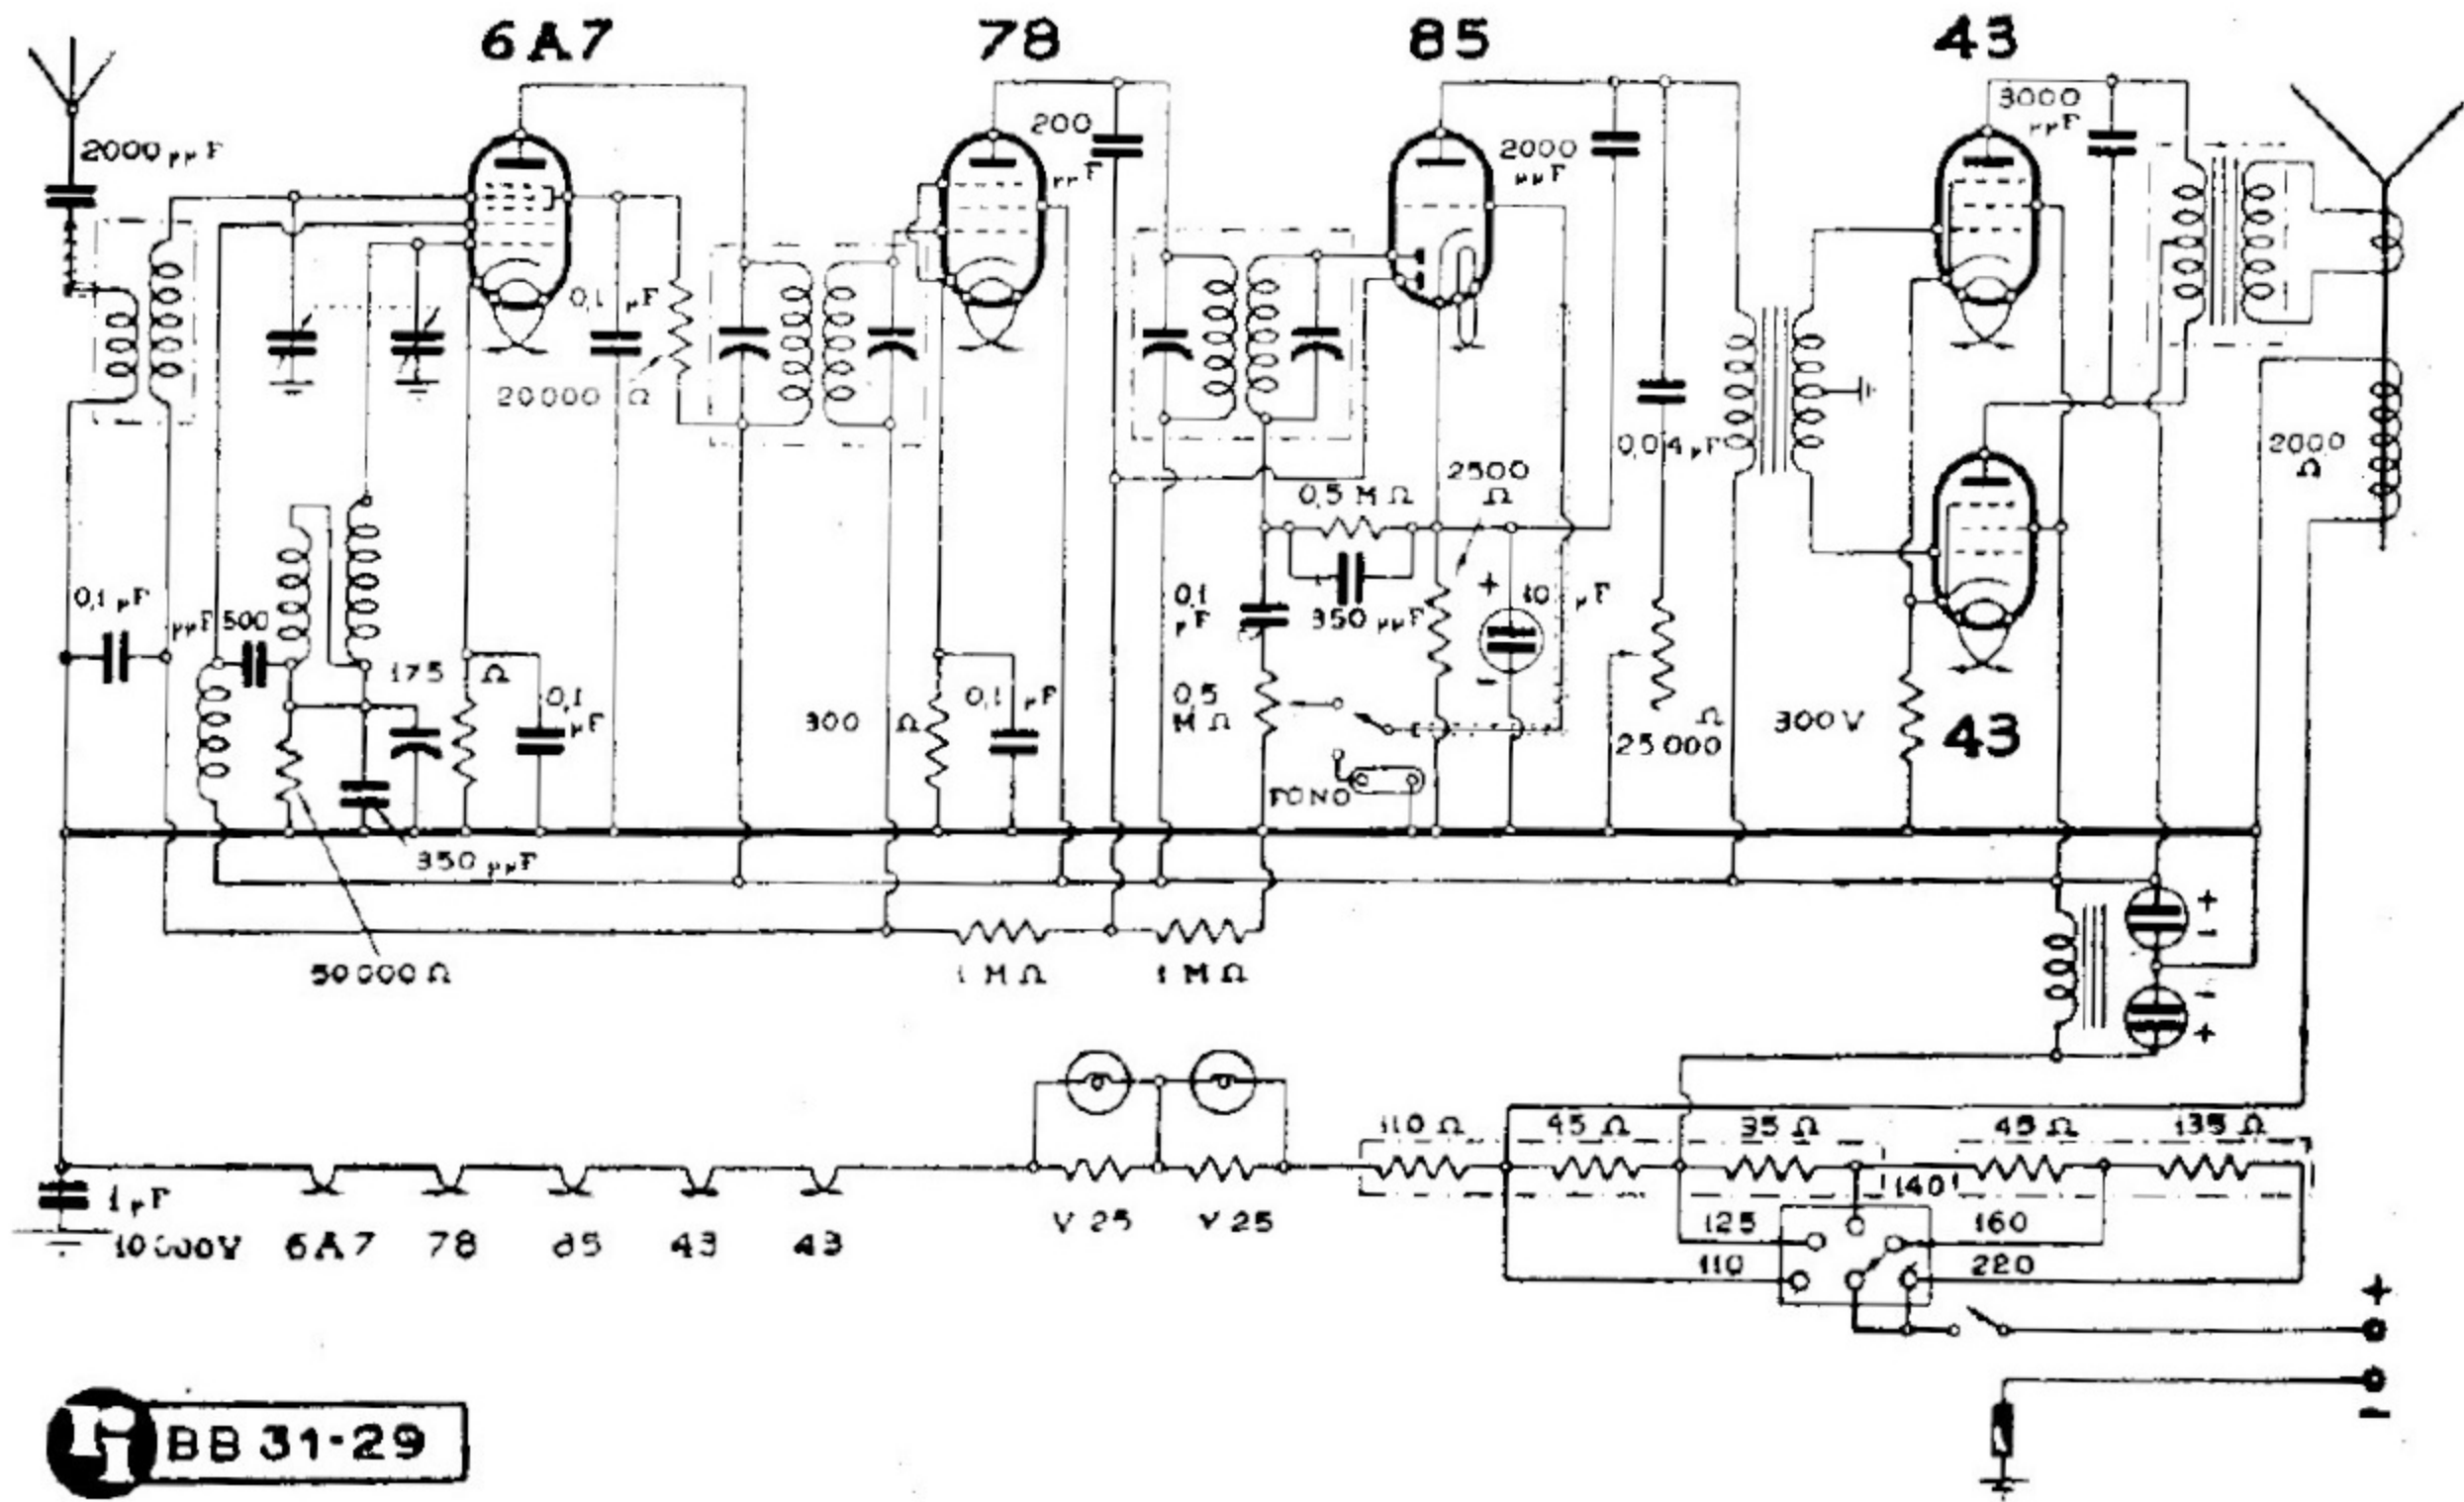 6A7 78 85 43
2000 µµF
200 µµF
2000 µµF
3000 µµF
0,1 µF
20000 Ω
0,04 µF
2000 Ω
0,5 MΩ
2500 Ω
0,1 µF
µµF 500
175 Ω
0,1 µF
300 Ω
0,1 µF
0,1 µF
350 µµF
+ 10 µF
-
0,5 MΩ
FONO
25000 Ω
300 V
43
350 µµF
50000 Ω
1 MΩ
1 MΩ
+
-
-
+
110 Ω 45 Ω 35 Ω 45 Ω 135 Ω
1 µF
10000V
6A7 78 85 43 43
V 25 V 25
140
125 160
110 220
+
-
BB 31-29